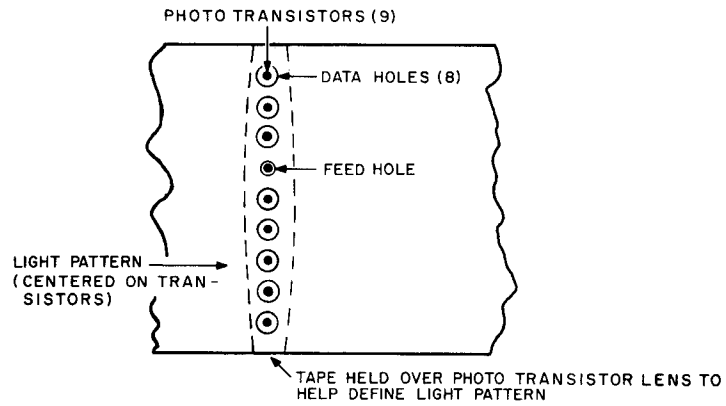 PHOTO TRANSISTORS (9)
DATA HOLES (8)
FEED HOLE
LIGHT PATTERN
(CENTERED ON TRAN-
SISTORS)
TAPE HELD OVER PHOTO TRANSISTOR LENS TO
HELP DEFINE LIGHT PATTERN